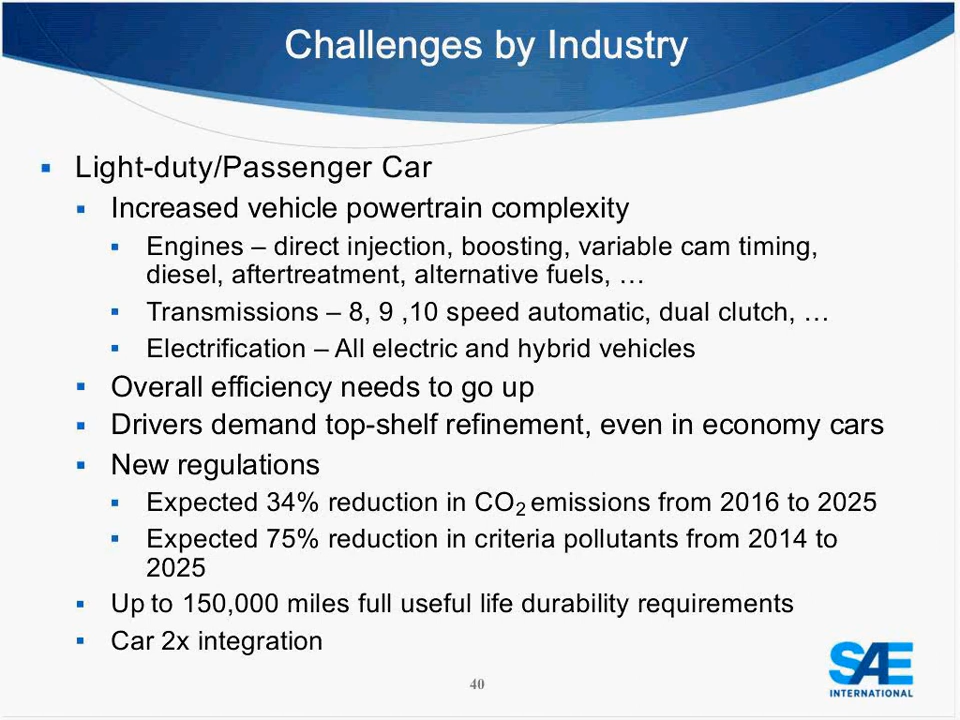 Challenges by Industry
▪ Light-duty/Passenger Car
▪ Increased vehicle powertrain complexity
▪ Engines – direct injection, boosting, variable cam timing,
diesel, aftertreatment, alternative fuels, …
▪ Transmissions – 8, 9 ,10 speed automatic, dual clutch, …
▪ Electrification – All electric and hybrid vehicles
▪ Overall efficiency needs to go up
▪ Drivers demand top-shelf refinement, even in economy cars
▪ New regulations
▪ Expected 34% reduction in CO₂ emissions from 2016 to 2025
▪ Expected 75% reduction in criteria pollutants from 2014 to
2025
▪ Up to 150,000 miles full useful life durability requirements
▪ Car 2x integration
40
SAE
INTERNATIONAL